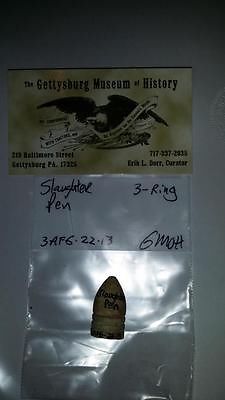 The Gettysburg Museum of History
219 Baltimore Street
Gettysburg PA. 17325
717-337-2035
Erik L. Dorr, Curator
Slaughter
Pen
3-Ring
3AFG-22-13
GMOH
Slaughter
Pen